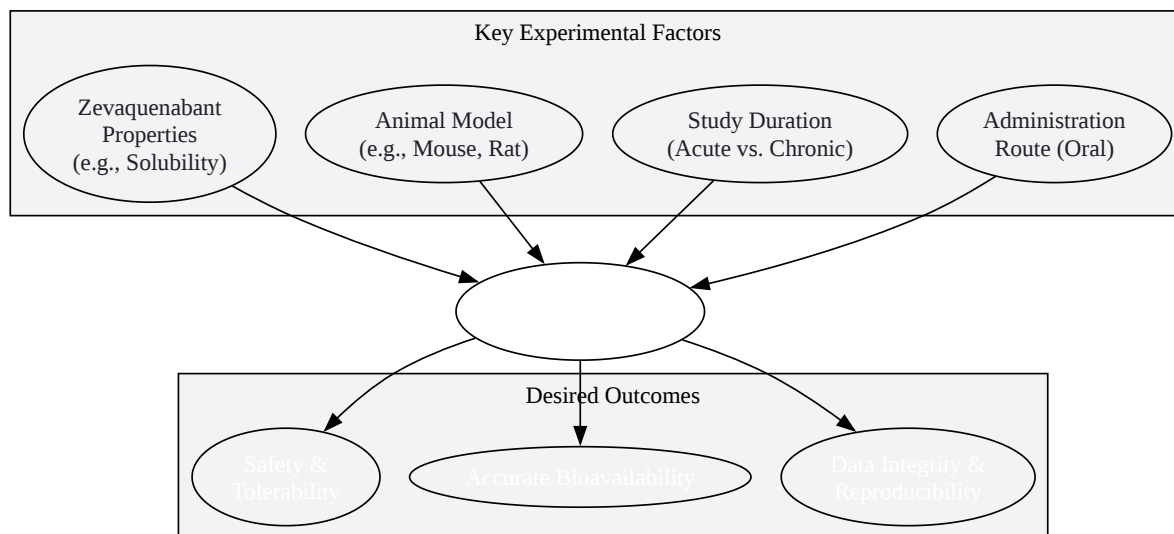 Key Experimental Factors
Zevaquenabant
Properties
(e.g., Solubility)
Animal Model
(e.g., Mouse, Rat)
Study Duration
(Acute vs. Chronic)
Administration
Route (Oral)
Desired Outcomes
Safety &
Tolerability
Accurate Bioavailability
Data Integrity &
Reproducibility